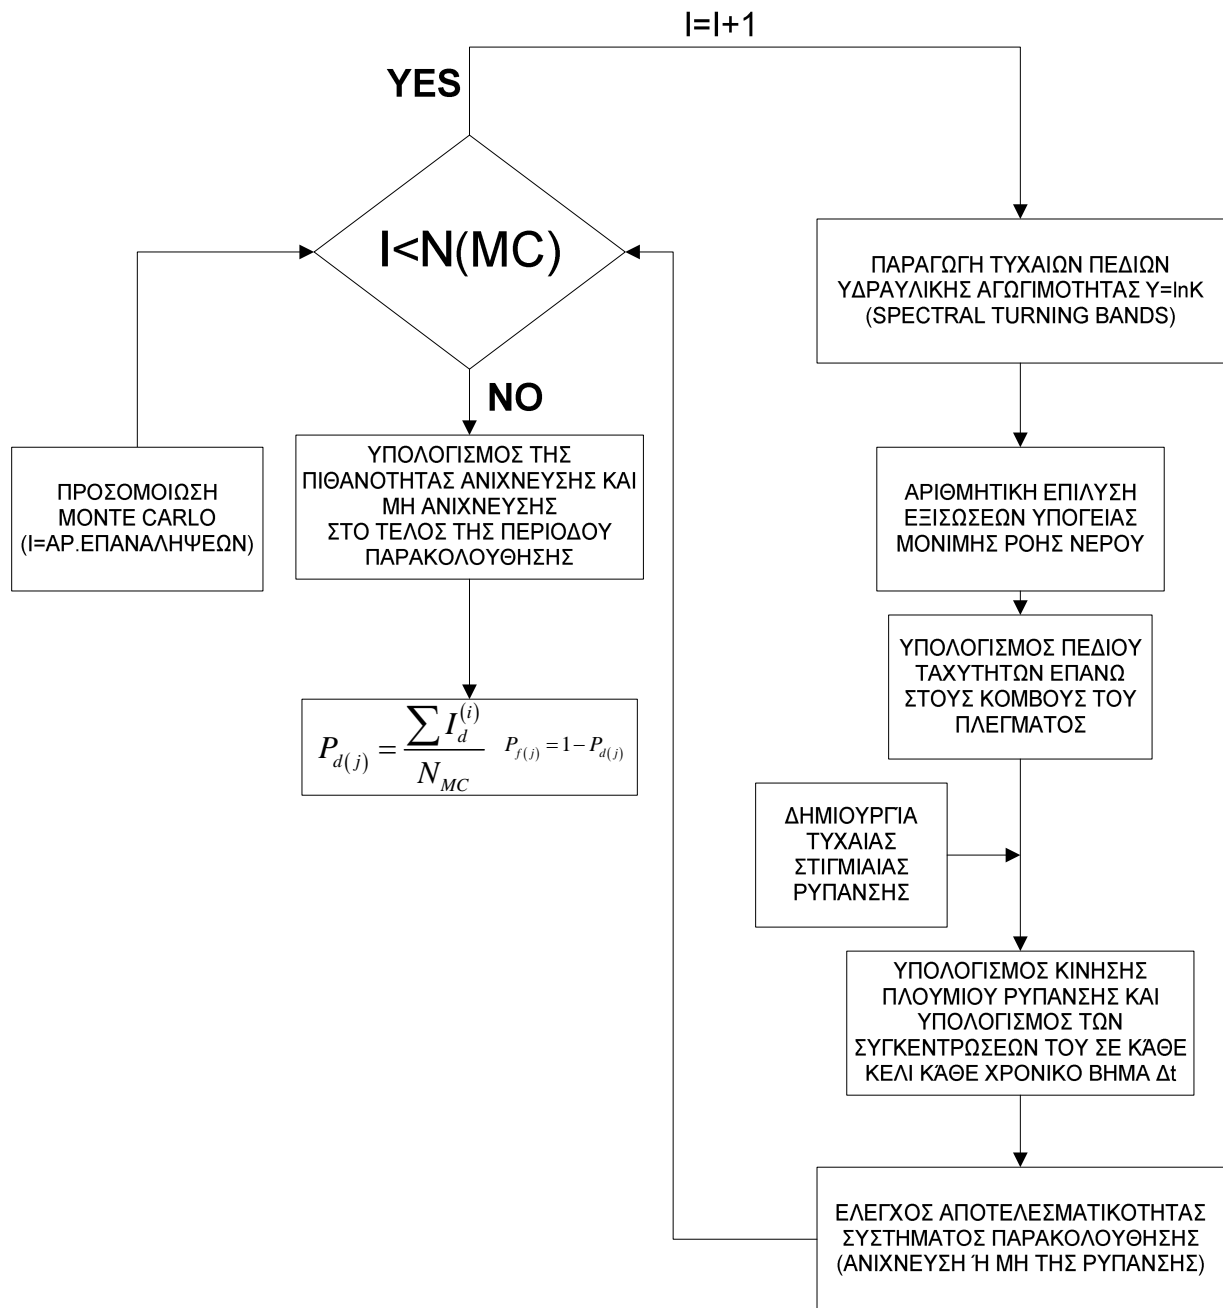 I=I+1
YES
I<N(MC)
NO
ΠΡΟΣΟΜΟΙΩΣΗ
MONTE CARLO
(I=ΑΡ.ΕΠΑΝΑΛΗΨΕΩΝ)
ΥΠΟΛΟΓΙΣΜΟΣ ΤΗΣ
ΠΙΘΑΝΟΤΗΤΑΣ ΑΝΙΧΝΕΥΣΗΣ ΚΑΙ
ΜΗ ΑΝΙΧΝΕΥΣΗΣ
ΣΤΟ ΤΕΛΟΣ ΤΗΣ ΠΕΡΙΟΔΟΥ
ΠΑΡΑΚΟΛΟΥΘΗΣΗΣ
P_{d(j)} = \frac{\sum I_d^{(i)}}{N_{MC}} P_{f(j)} = 1 - P_{d(j)}
ΠΑΡΑΓΩΓΗ ΤΥΧΑΙΩΝ ΠΕΔΙΩΝ
ΥΔΡΑΥΛΙΚΗΣ ΑΓΩΓΙΜΟΤΗΤΑΣ Y=lnK
(SPECTRAL TURNING BANDS)
ΑΡΙΘΜΗΤΙΚΗ ΕΠΙΛΥΣΗ
ΕΞΙΣΩΣΕΩΝ ΥΠΟΓΕΙΑΣ
ΜΟΝΙΜΗΣ ΡΟΗΣ ΝΕΡΟΥ
ΥΠΟΛΟΓΙΣΜΟΣ ΠΕΔΙΟΥ
ΤΑΧΥΤΗΤΩΝ ΕΠΑΝΩ
ΣΤΟΥΣ ΚΟΜΒΟΥΣ ΤΟΥ
ΠΛΕΓΜΑΤΟΣ
ΔΗΜΙΟΥΡΓΊΑ
ΤΥΧΑΙΑΣ
ΣΤΙΓΜΙΑΙΑΣ
ΡΥΠΑΝΣΗΣ
ΥΠΟΛΟΓΙΣΜΟΣ ΚΙΝΗΣΗΣ
ΠΛΟΥΜΙΟΥ ΡΥΠΑΝΣΗΣ ΚΑΙ
ΥΠΟΛΟΓΙΣΜΟΣ ΤΩΝ
ΣΥΓΚΕΝΤΡΩΣΕΩΝ ΤΟΥ ΣΕ ΚΆΘΕ
ΚΕΛΙ ΚΆΘΕ ΧΡΟΝΙΚΟ ΒΗΜΑ Δt
ΕΛΕΓΧΟΣ ΑΠΟΤΕΛΕΣΜΑΤΙΚΟΤΗΤΑΣ
ΣΥΣΤΗΜΑΤΟΣ ΠΑΡΑΚΟΛΟΥΘΗΣΗΣ
(ΑΝΙΧΝΕΥΣΗ Ή ΜΗ ΤΗΣ ΡΥΠΑΝΣΗΣ)